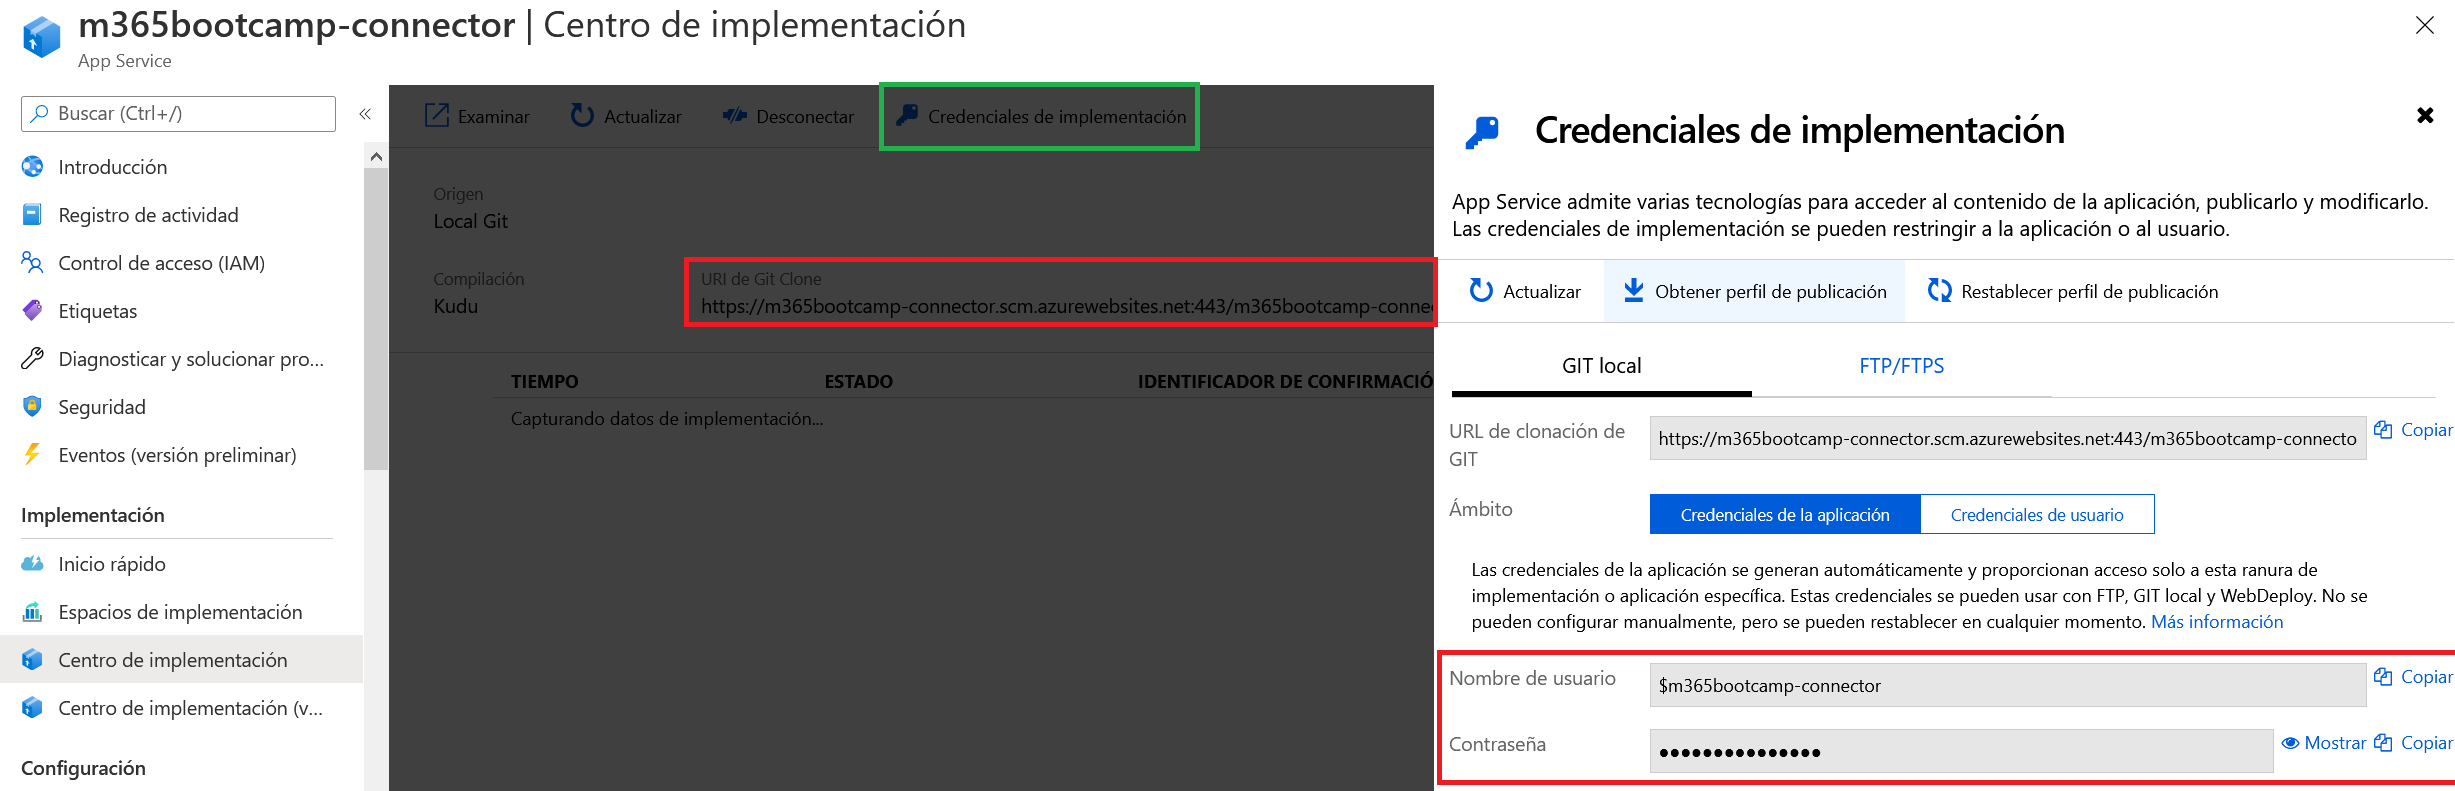 m365bootcamp-connector | Centro de implementación
App Service
Buscar (Ctrl+/)
«
Introducción
Registro de actividad
Control de acceso (IAM)
Etiquetas
Diagnosticar y solucionar pro...
Seguridad
Eventos (versión preliminar)
Implementación
Inicio rápido
Espacios de implementación
Centro de implementación
Centro de implementación (v...
Configuración
Examinar
Actualizar
Desconectar
Credenciales de implementación
Origen
Local Git
Compilación
Kudu
URI de Git Clone
https://m365bootcamp-connector.scm.azurewebsites.net:443/m365bootcamp-connec
TIEMPO
ESTADO
IDENTIFICADOR DE CONFIRMACIÓ
Capturando datos de implementación...
Credenciales de implementación
App Service admite varias tecnologías para acceder al contenido de la aplicación, publicarlo y modificarlo.
Las credenciales de implementación se pueden restringir a la aplicación o al usuario.
Actualizar
Obtener perfil de publicación
Restablecer perfil de publicación
GIT local
FTP/FTPS
URL de clonación de
GIT
https://m365bootcamp-connector.scm.azurewebsites.net:443/m365bootcamp-connecto
Copiar
Ámbito
Credenciales de la aplicación
Credenciales de usuario
Las credenciales de la aplicación se generan automáticamente y proporcionan acceso solo a esta ranura de
implementación o aplicación específica. Estas credenciales se pueden usar con FTP, GIT local y WebDeploy. No se
pueden configurar manualmente, pero se pueden restablecer en cualquier momento. Más información
Nombre de usuario
$m365bootcamp-connector
Copiar
Contraseña
•••••••••••••••
Mostrar
Copiar